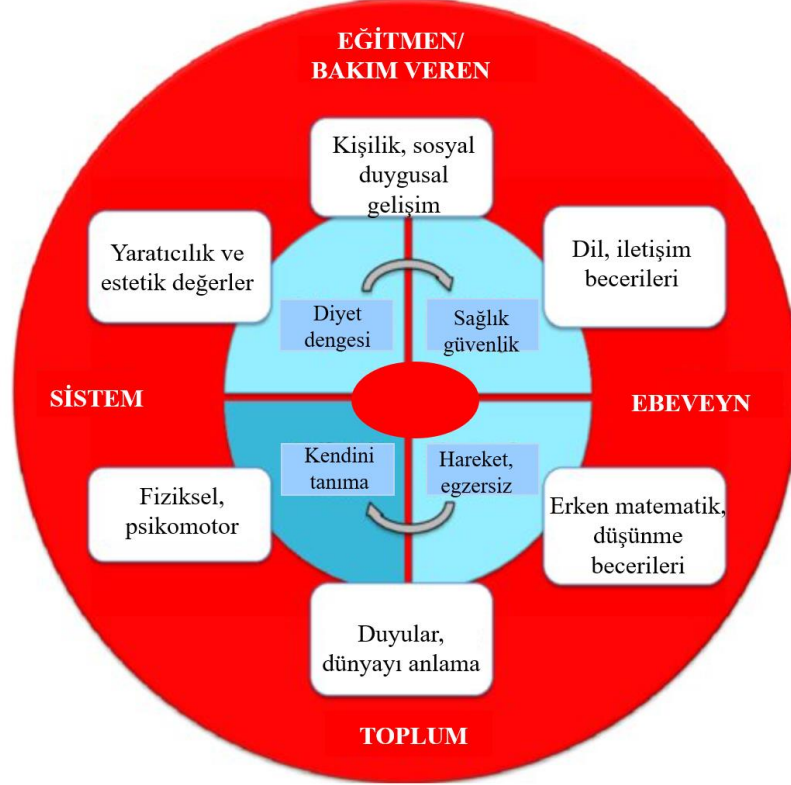 EĞİTMEN/
BAKIM VEREN
Kişilik, sosyal
duygusal
gelişim
Yaratıcılık ve
estetik değerler
Dil, iletişim
becerileri
Diyet
dengesi
Sağlık
güvenlik
SİSTEM
EBEVEYN
Kendini
tanıma
Hareket,
egzersiz
Fiziksel,
psikomotor
Erken matematik,
düşünme
becerileri
Duyular,
dünyayı anlama
TOPLUM